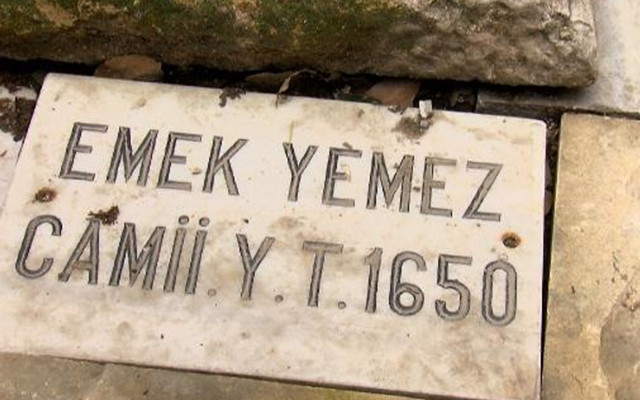 EMEK YEMEZ
CAMİİ. Y. T. 1650